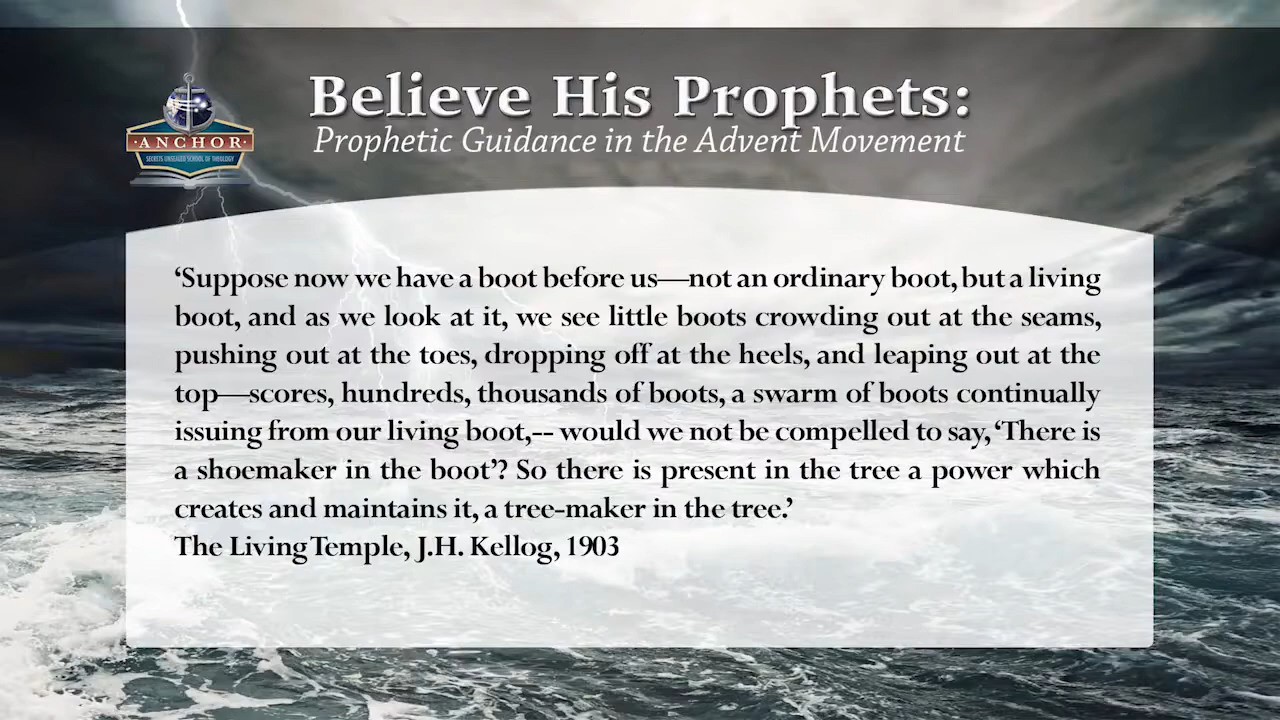 Believe His Prophets:
Prophetic Guidance in the Advent Movement
·ANCHOR·
SECRETS UNSEALED SCHOOL OF THEOLOGY
‘Suppose now we have a boot before us—not an ordinary boot, but a living
boot, and as we look at it, we see little boots crowding out at the seams,
pushing out at the toes, dropping off at the heels, and leaping out at the
top—scores, hundreds, thousands of boots, a swarm of boots continually
issuing from our living boot,-- would we not be compelled to say, ‘There is
a shoemaker in the boot’? So there is present in the tree a power which
creates and maintains it, a tree-maker in the tree.’
The Living Temple, J.H. Kellog, 1903